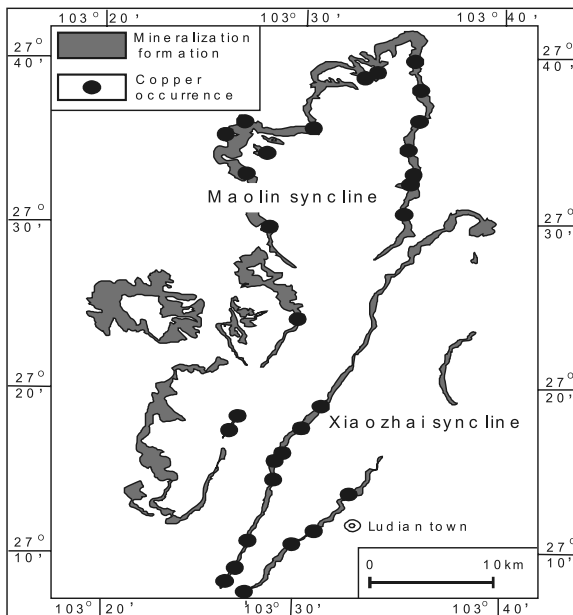 103° 20' 103° 30' 103° 40'
27° 40' 27° 40'
Mineralization formation
Copper occurrence
Maolin syncline
27° 30' 27° 30'
27° 20' 27° 20'
Xiaozhai syncline
Ludian town
27° 10' 27° 10'
0 10km
103° 20' 103° 30' 103° 40'